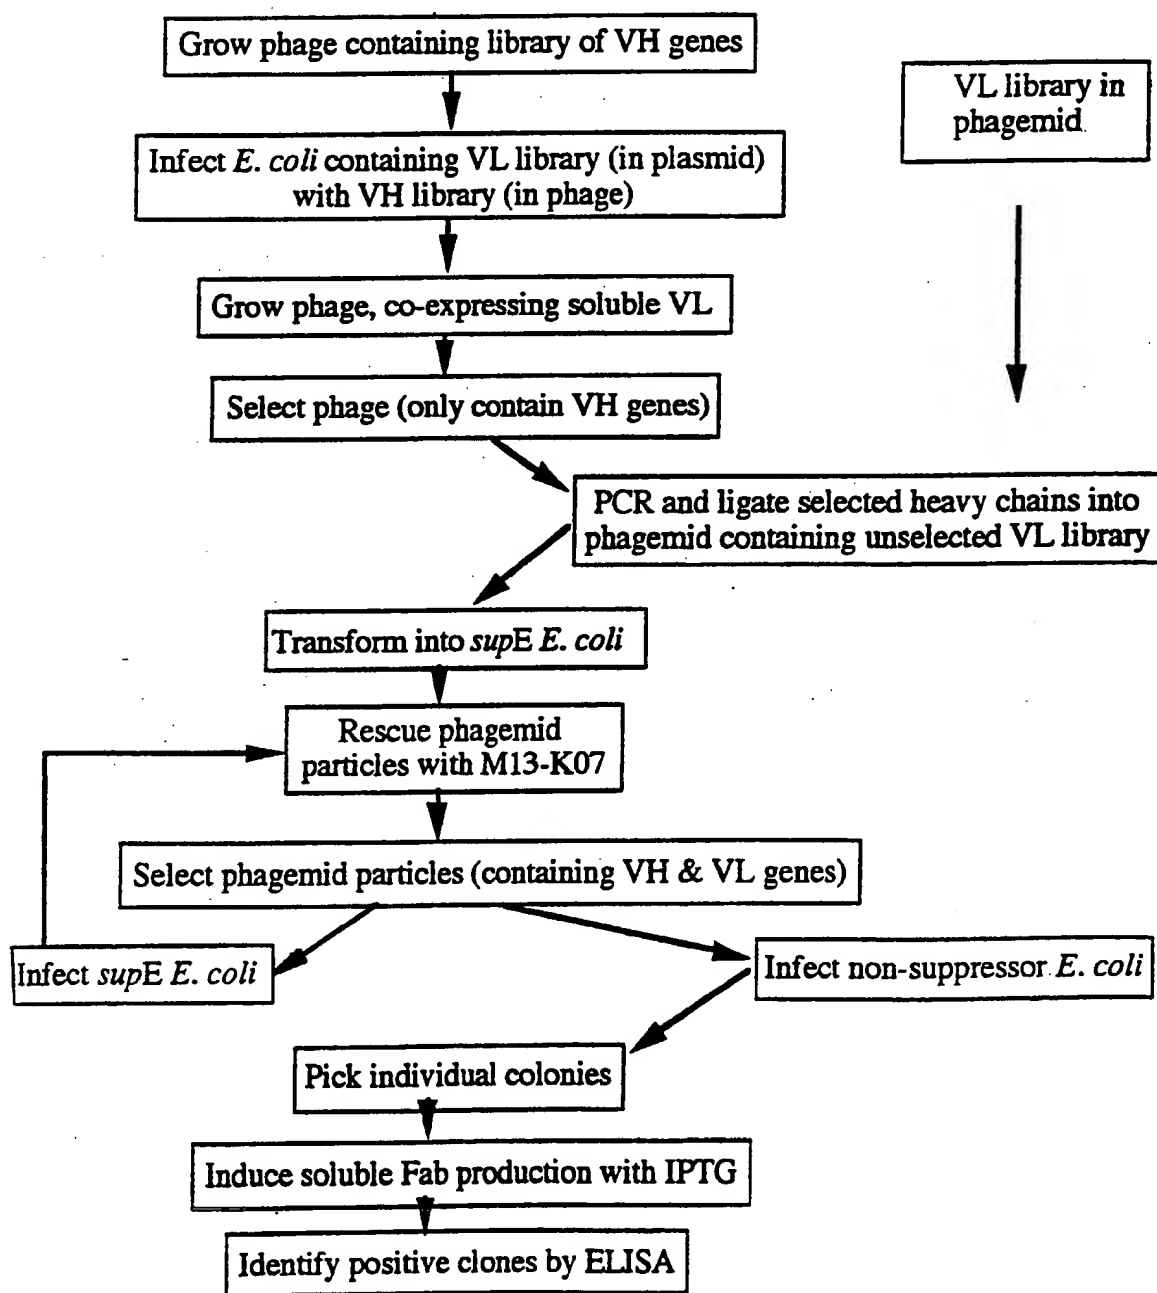 Grow phage containing library of VH genes
VL library in
phagemid.
Infect E. coli containing VL library (in plasmid)
with VH library (in phage)
Grow phage, co-expressing soluble VL
Select phage (only contain VH genes)
PCR and ligate selected heavy chains into
phagemid containing unselected VL library
Transform into supE E. coli
Rescue phagemid
particles with M13-K07
Select phagemid particles (containing VH & VL genes)
Infect supE E. coli
Infect non-suppressor E. coli
Pick individual colonies
Induce soluble Fab production with IPTG
Identify positive clones by ELISA